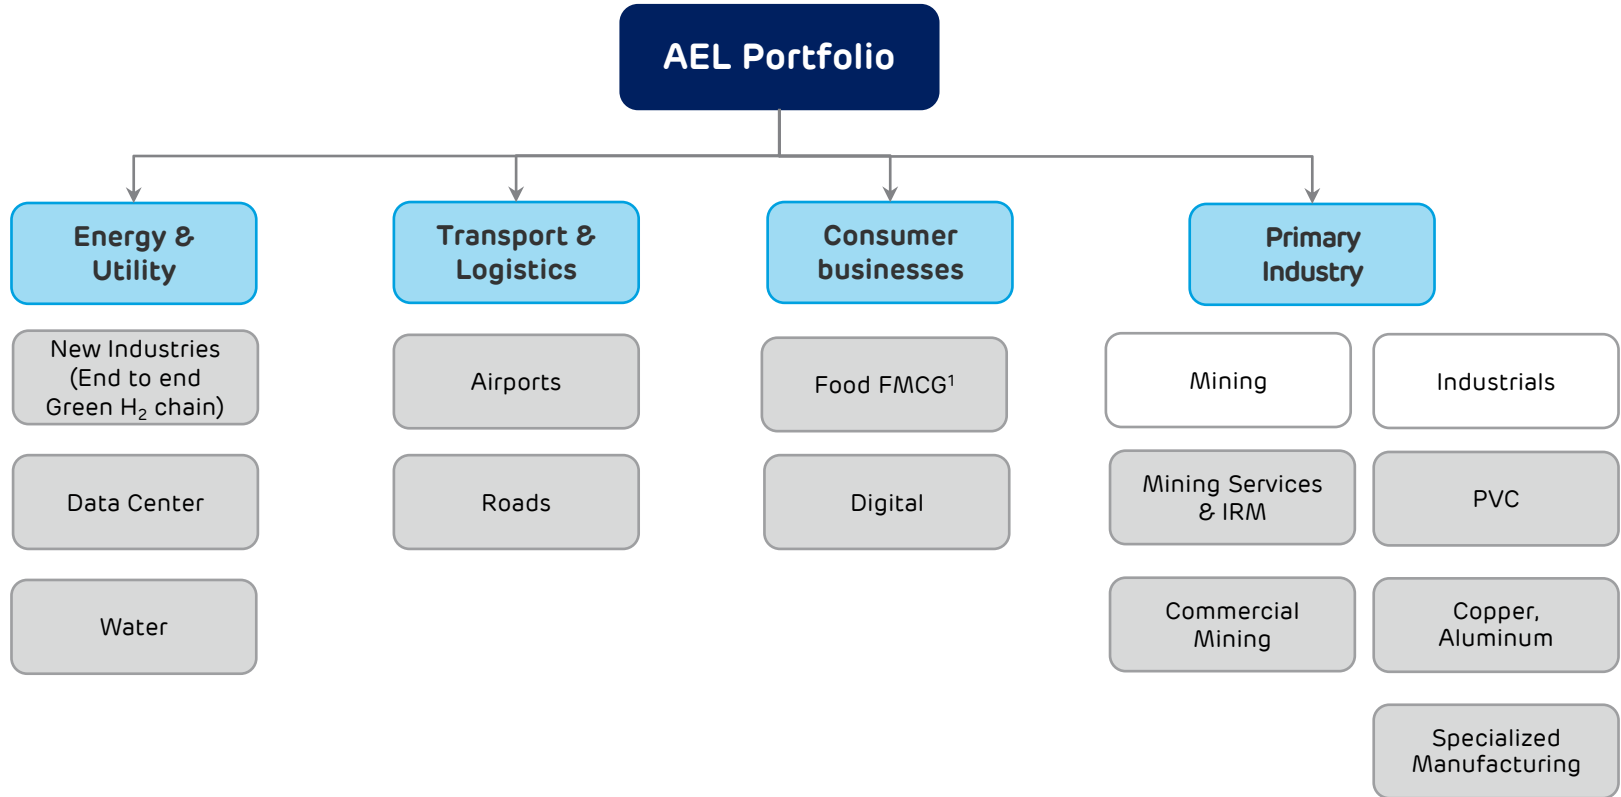 AEL Portfolio
Energy &
Utility
Transport &
Logistics
Consumer
businesses
Primary
Industry
New Industries
(End to end
Green H₂ chain)
Airports
Food FMCG¹
Mining
Industrials
Data Center
Roads
Digital
Mining Services
& IRM
PVC
Water
Commercial
Mining
Copper,
Aluminum
Specialized
Manufacturing